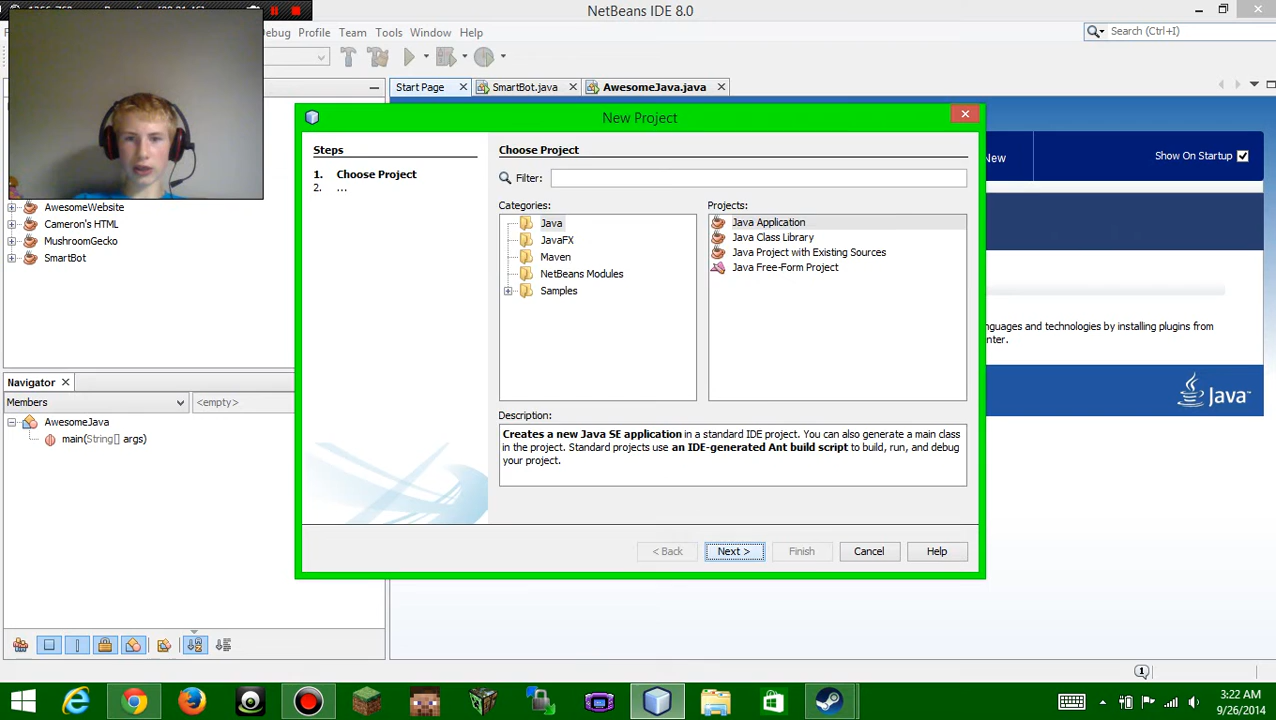 NetBeans IDE 8.0
Debug Profile Team Tools Window Help
Search (Ctrl+I)
Start Page SmartBot.java AwesomeJava.java
New Project
Steps
1. Choose Project
2. ...
Choose Project
Filter:
Categories:
Java
JavaFX
Maven
NetBeans Modules
Samples
Projects:
Java Application
Java Class Library
Java Project with Existing Sources
Java Free-Form Project
Description:
Creates a new Java SE application in a standard IDE project. You can also generate a main class
in the project. Standard projects use an IDE-generated Ant build script to build, run, and debug
your project.
< Back Next > Finish Cancel Help
New
Show On Startup
languages and technologies by installing plugins from
Java
AwesomeWebsite
Cameron's HTML
MushroomGecko
SmartBot
Navigator
Members
<empty>
AwesomeJava
main(String[] args)
1
3:22 AM
9/26/2014